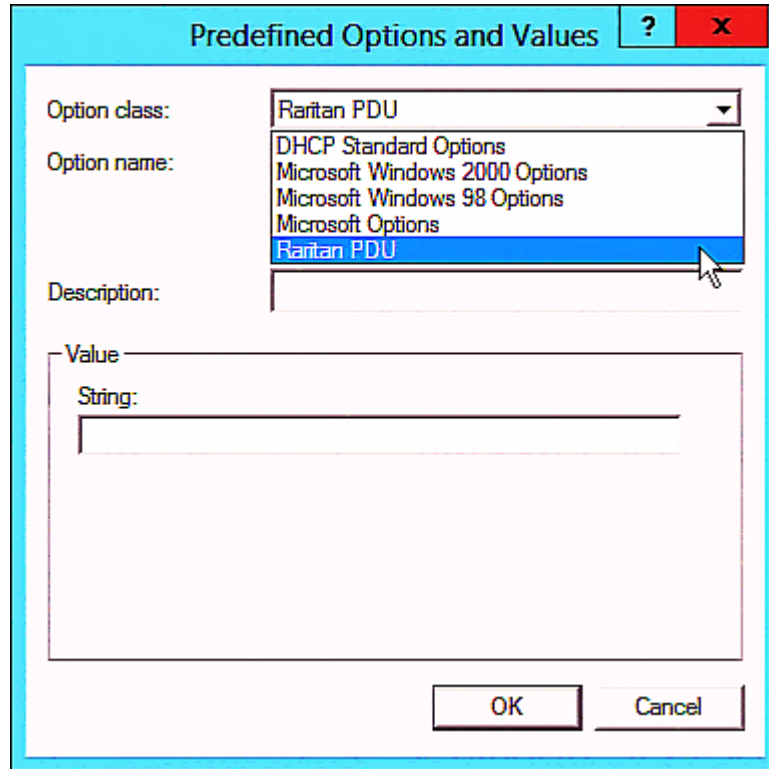 Predefined Options and Values
?
x
Option class:
Raritan PDU
DHCP Standard Options
Option name:
Microsoft Windows 2000 Options
Microsoft Windows 98 Options
Microsoft Options
Raritan PDU
Description:
Value
String:
OK
Cancel